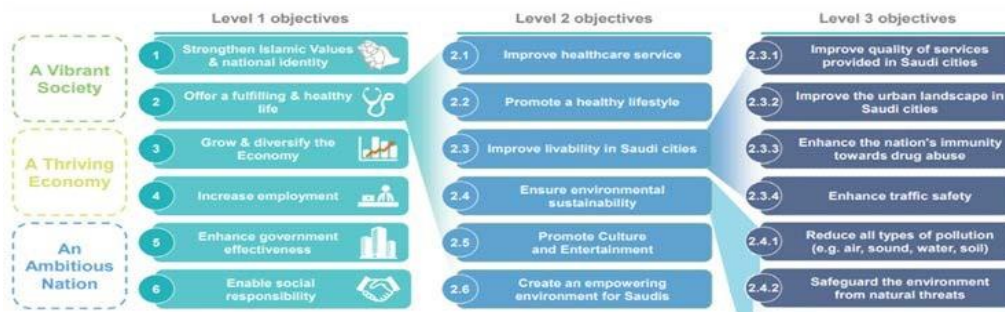 Level 1 objectives
Level 2 objectives
Level 3 objectives
A Vibrant
Society
A Thriving
Economy
An
Ambitious
Nation
1
Strengthen Islamic Values
& national identity
2
Offer a fulfilling & healthy
life
3
Grow & diversify the
Economy
4
Increase employment
5
Enhance government
effectiveness
6
Enable social
responsibility
2.1
Improve healthcare service
2.2
Promote a healthy lifestyle
2.3
Improve livability in Saudi cities
2.4
Ensure environmental
sustainability
2.5
Promote Culture
and Entertainment
2.6
Create an empowering
environment for Saudis
2.3.1
Improve quality of services
provided in Saudi cities
2.3.2
Improve the urban landscape in
Saudi cities
2.3.3
Enhance the nation's immunity
towards drug abuse
2.3.4
Enhance traffic safety
2.4.1
Reduce all types of pollution
(e.g. air, sound, water, soil)
2.4.2
Safeguard the environment
from natural threats